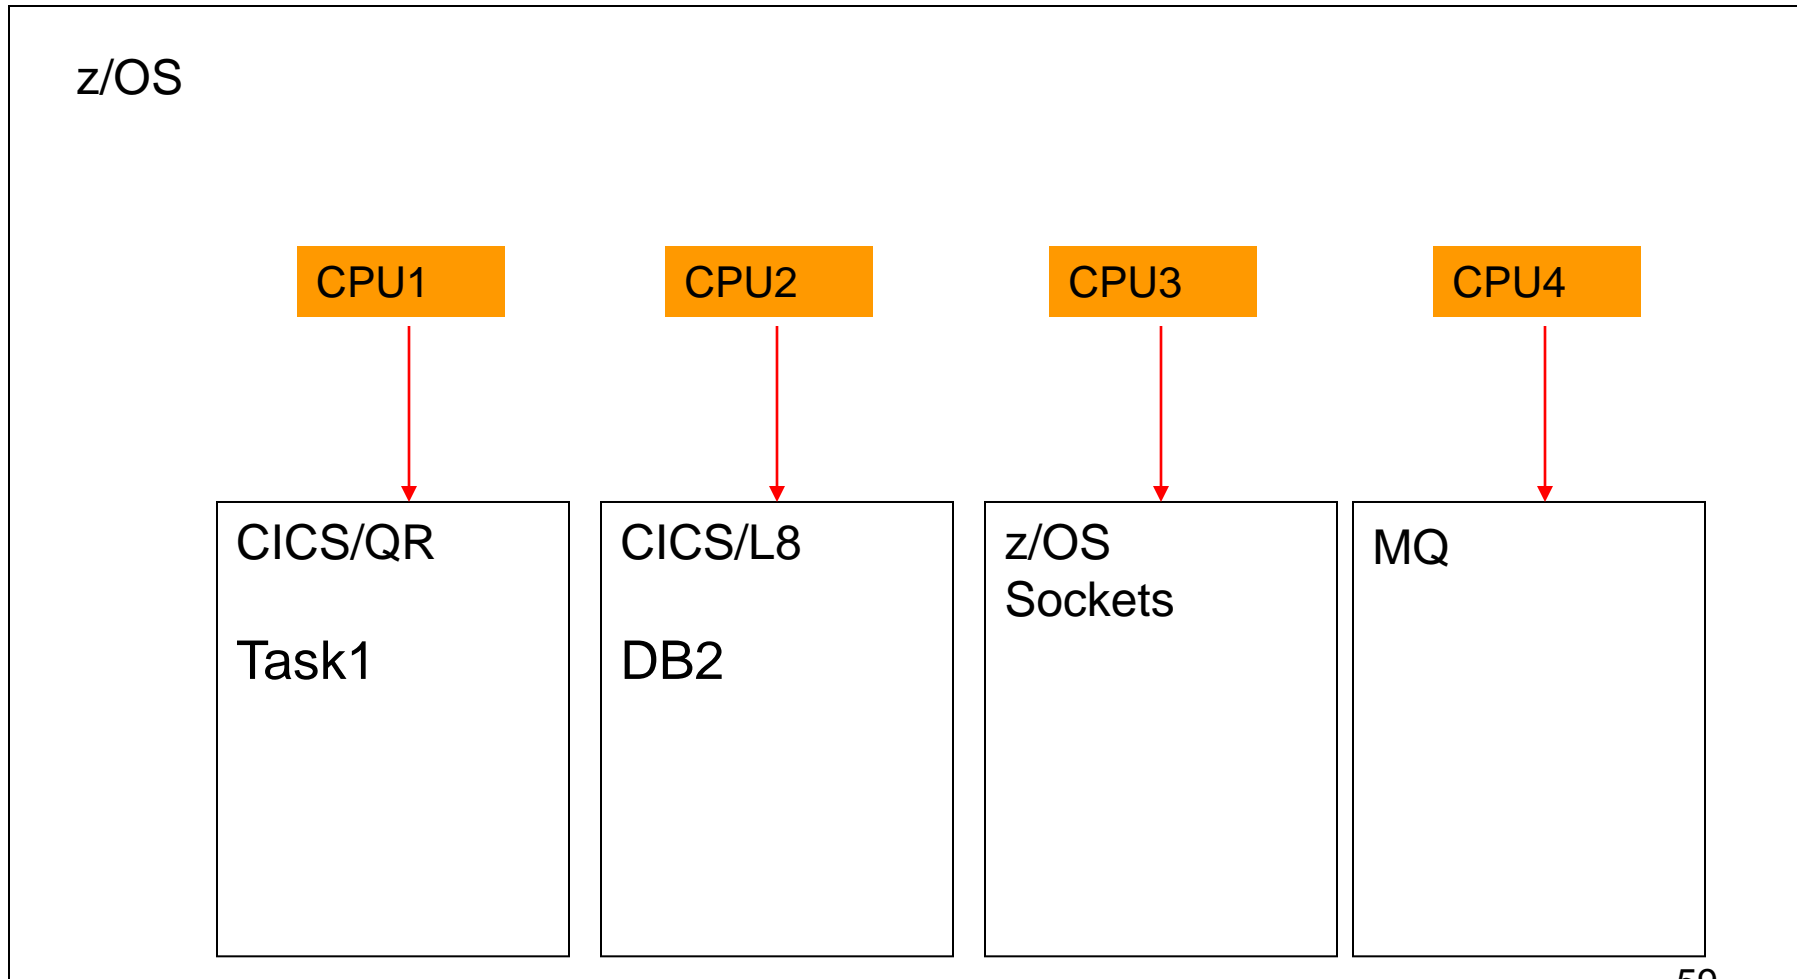 z/OS
CPU1
CPU2
CPU3
CPU4
CICS/QR
Task1
CICS/L8
DB2
z/OS
Sockets
MQ